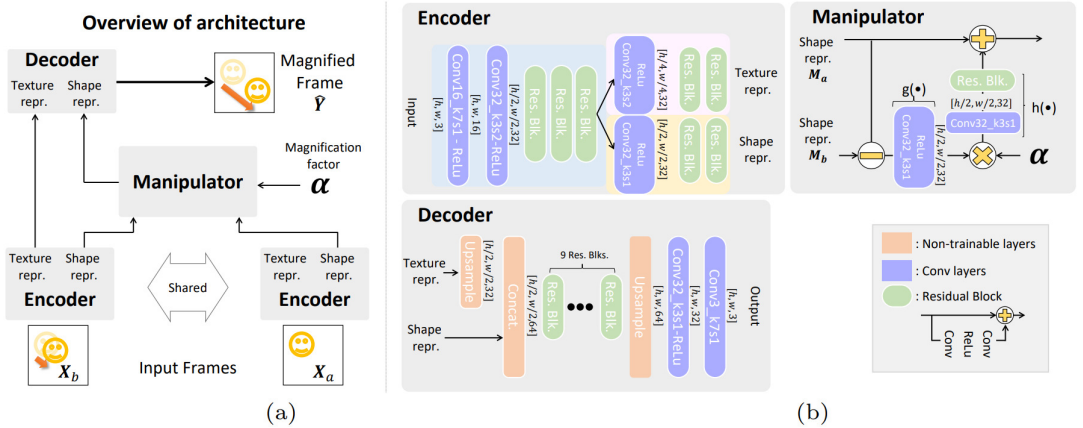 Overview of architecture
Decoder
Texture repr.
Shape repr.
Magnified Frame
Ŷ
Magnification factor
α
Manipulator
Texture repr.
Shape repr.
Encoder
Shared
Texture repr.
Shape repr.
Encoder
X_b
Input Frames
X_a
(a)
Encoder
Input
[h,w,3]
Conv16_k7s1 - ReLu
[h,w,16]
Conv32_k3s2-ReLu
[h/2,w/2,32]
Res. Blk.
Res. Blk.
Res. Blk.
ReLu
Conv32_k3s2
[h/4,w/4,32]
Res. Blk.
Res. Blk.
Texture repr.
ReLu
Conv32_k3s1
[h/2,w/2,32]
Res. Blk.
Res. Blk.
Shape repr.
Manipulator
Shape repr.
M_a
Shape repr.
M_b
g(•)
ReLu
Conv32_k3s1
[h/2,w/2,32]
Res. Blk.
[h/2,w/2,32]
Conv32_k3s1
h(•)
α
Decoder
Texture repr.
Upsample
[h/2,w/2,32]
Shape repr.
Concat.
[h/2,w/2,64]
9 Res. Blks.
Res. Blk.
•••
Res. Blk.
Upsample
[h,w,64]
Conv32_k3s1-ReLu
[h,w,32]
Conv3_k7s1
[h,w,3]
Output
: Non-trainable layers
: Conv layers
: Residual Block
Conv
ReLu
Conv
(b)